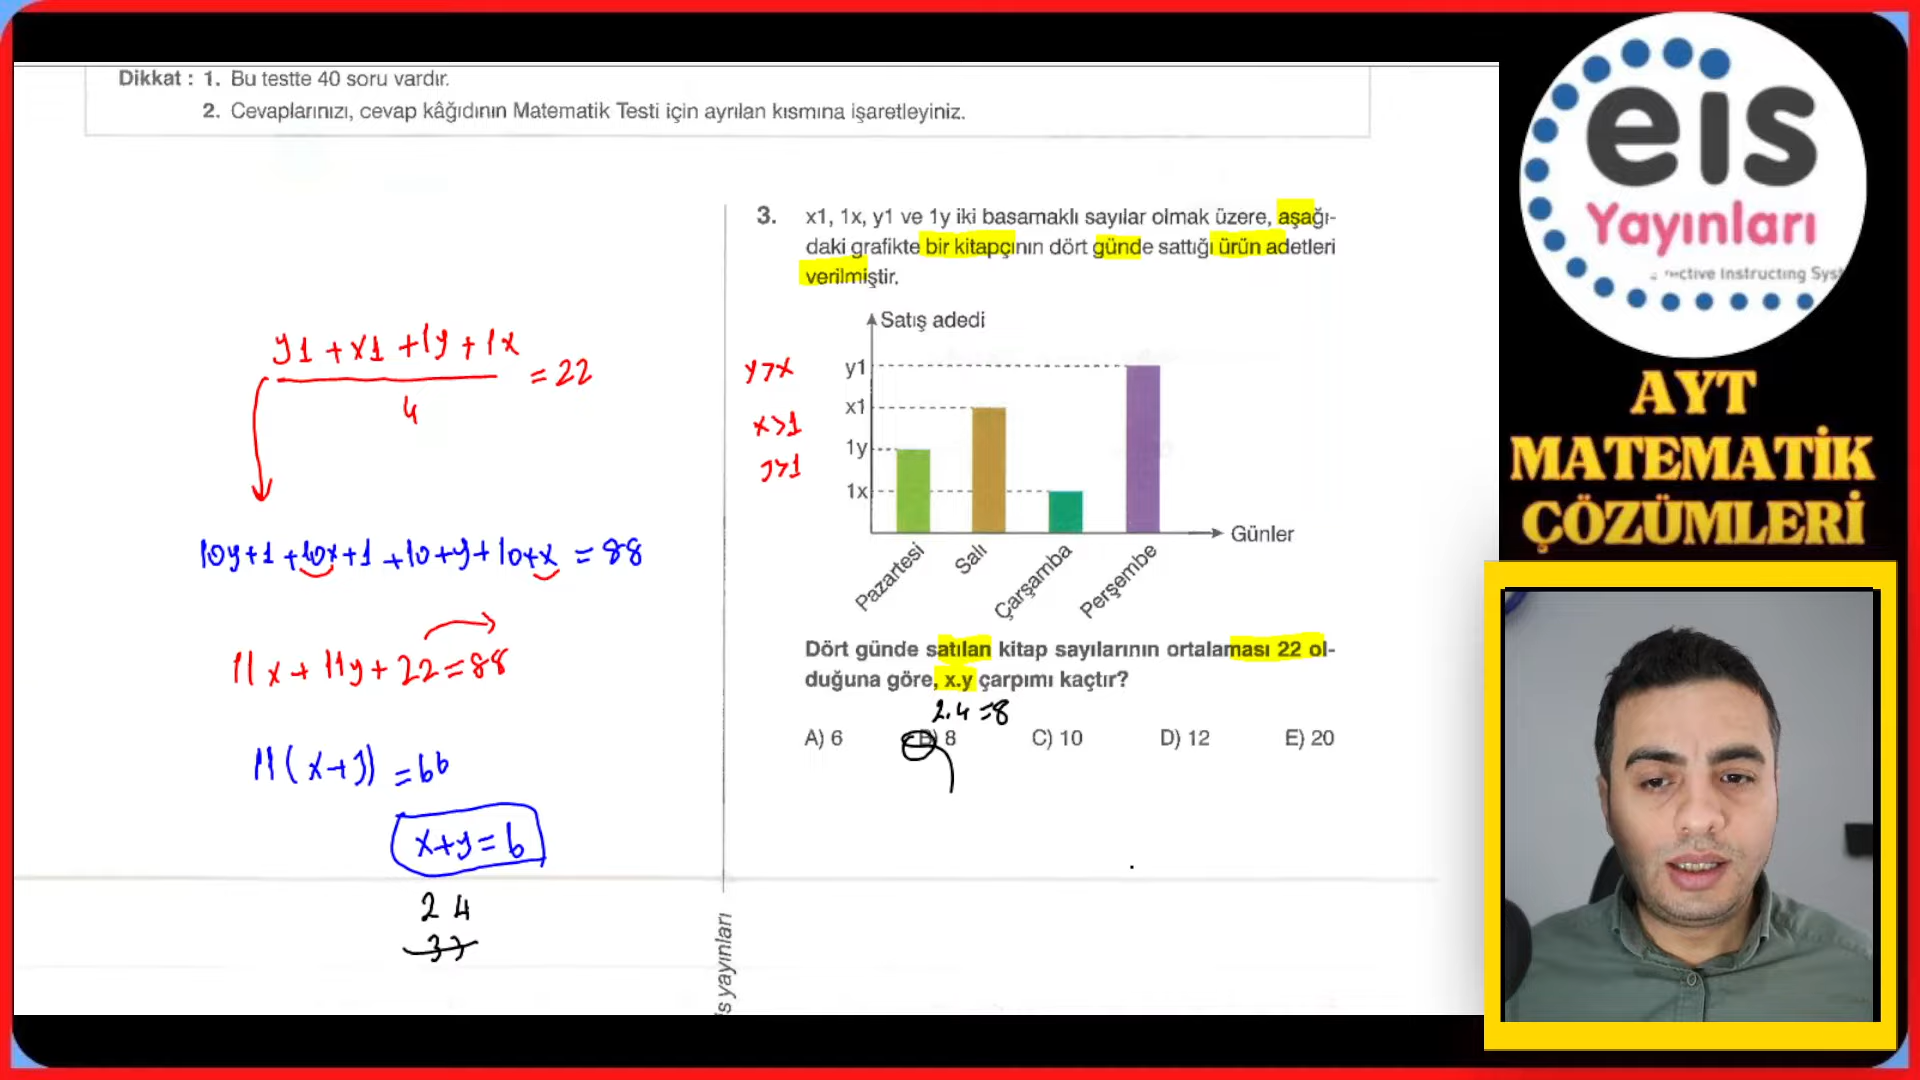 Dikkat : 1. Bu testte 40 soru vardır.
2. Cevaplarınızı, cevap kâğıdının Matematik Testi için ayrılan kısmına işaretleyiniz.
y1 + x1 + 1y + 1x
= 22
4
10y+1+10x+1+10+y+10+x = 88
11x+11y+22=88
11(x+y) = 66
x+y=6
2 4
3 3
is yayınları
3. x1, 1x, y1 ve 1y iki basamaklı sayılar olmak üzere, aşağı-
daki grafikte bir kitapçının dört günde sattığı ürün adetleri
verilmiştir.
Satış adedi
y>x
y1
x>1
x1
y>1
1y
1x
Günler
Pazartesi
Salı
Çarşamba
Perşembe
Dört günde satılan kitap sayılarının ortalaması 22 ol-
duğuna göre, x.y çarpımı kaçtır?
2.4=8
A) 6 B) 8 C) 10 D) 12 E) 20
eis
Yayınları
ctive Instructing Syst
AYT
MATEMATİK
ÇÖZÜMLERİ